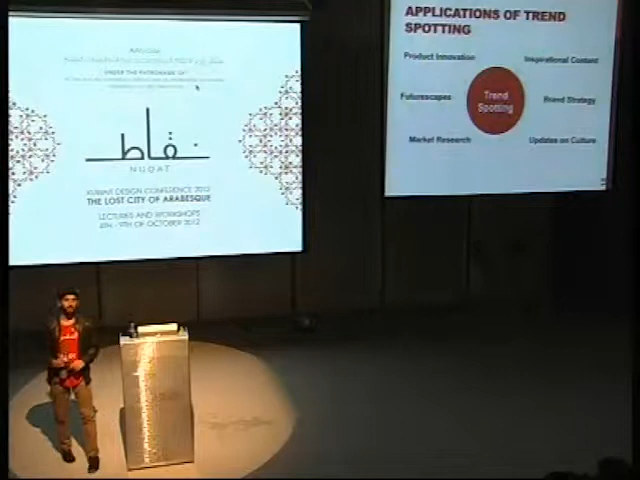 UNDER THE PATRONAGE OF
نقاط
NUQAT
KUWAIT DESIGN CONFERENCE 2012
THE LOST CITY OF ARABESQUE
LECTURES AND WORKSHOPS
4TH - 9TH OF OCTOBER 2012
APPLICATIONS OF TREND
SPOTTING
Product Innovation
Inspirational Content
Futurescapes
Trend
Spotting
Brand Strategy
Market Research
Updates on Culture